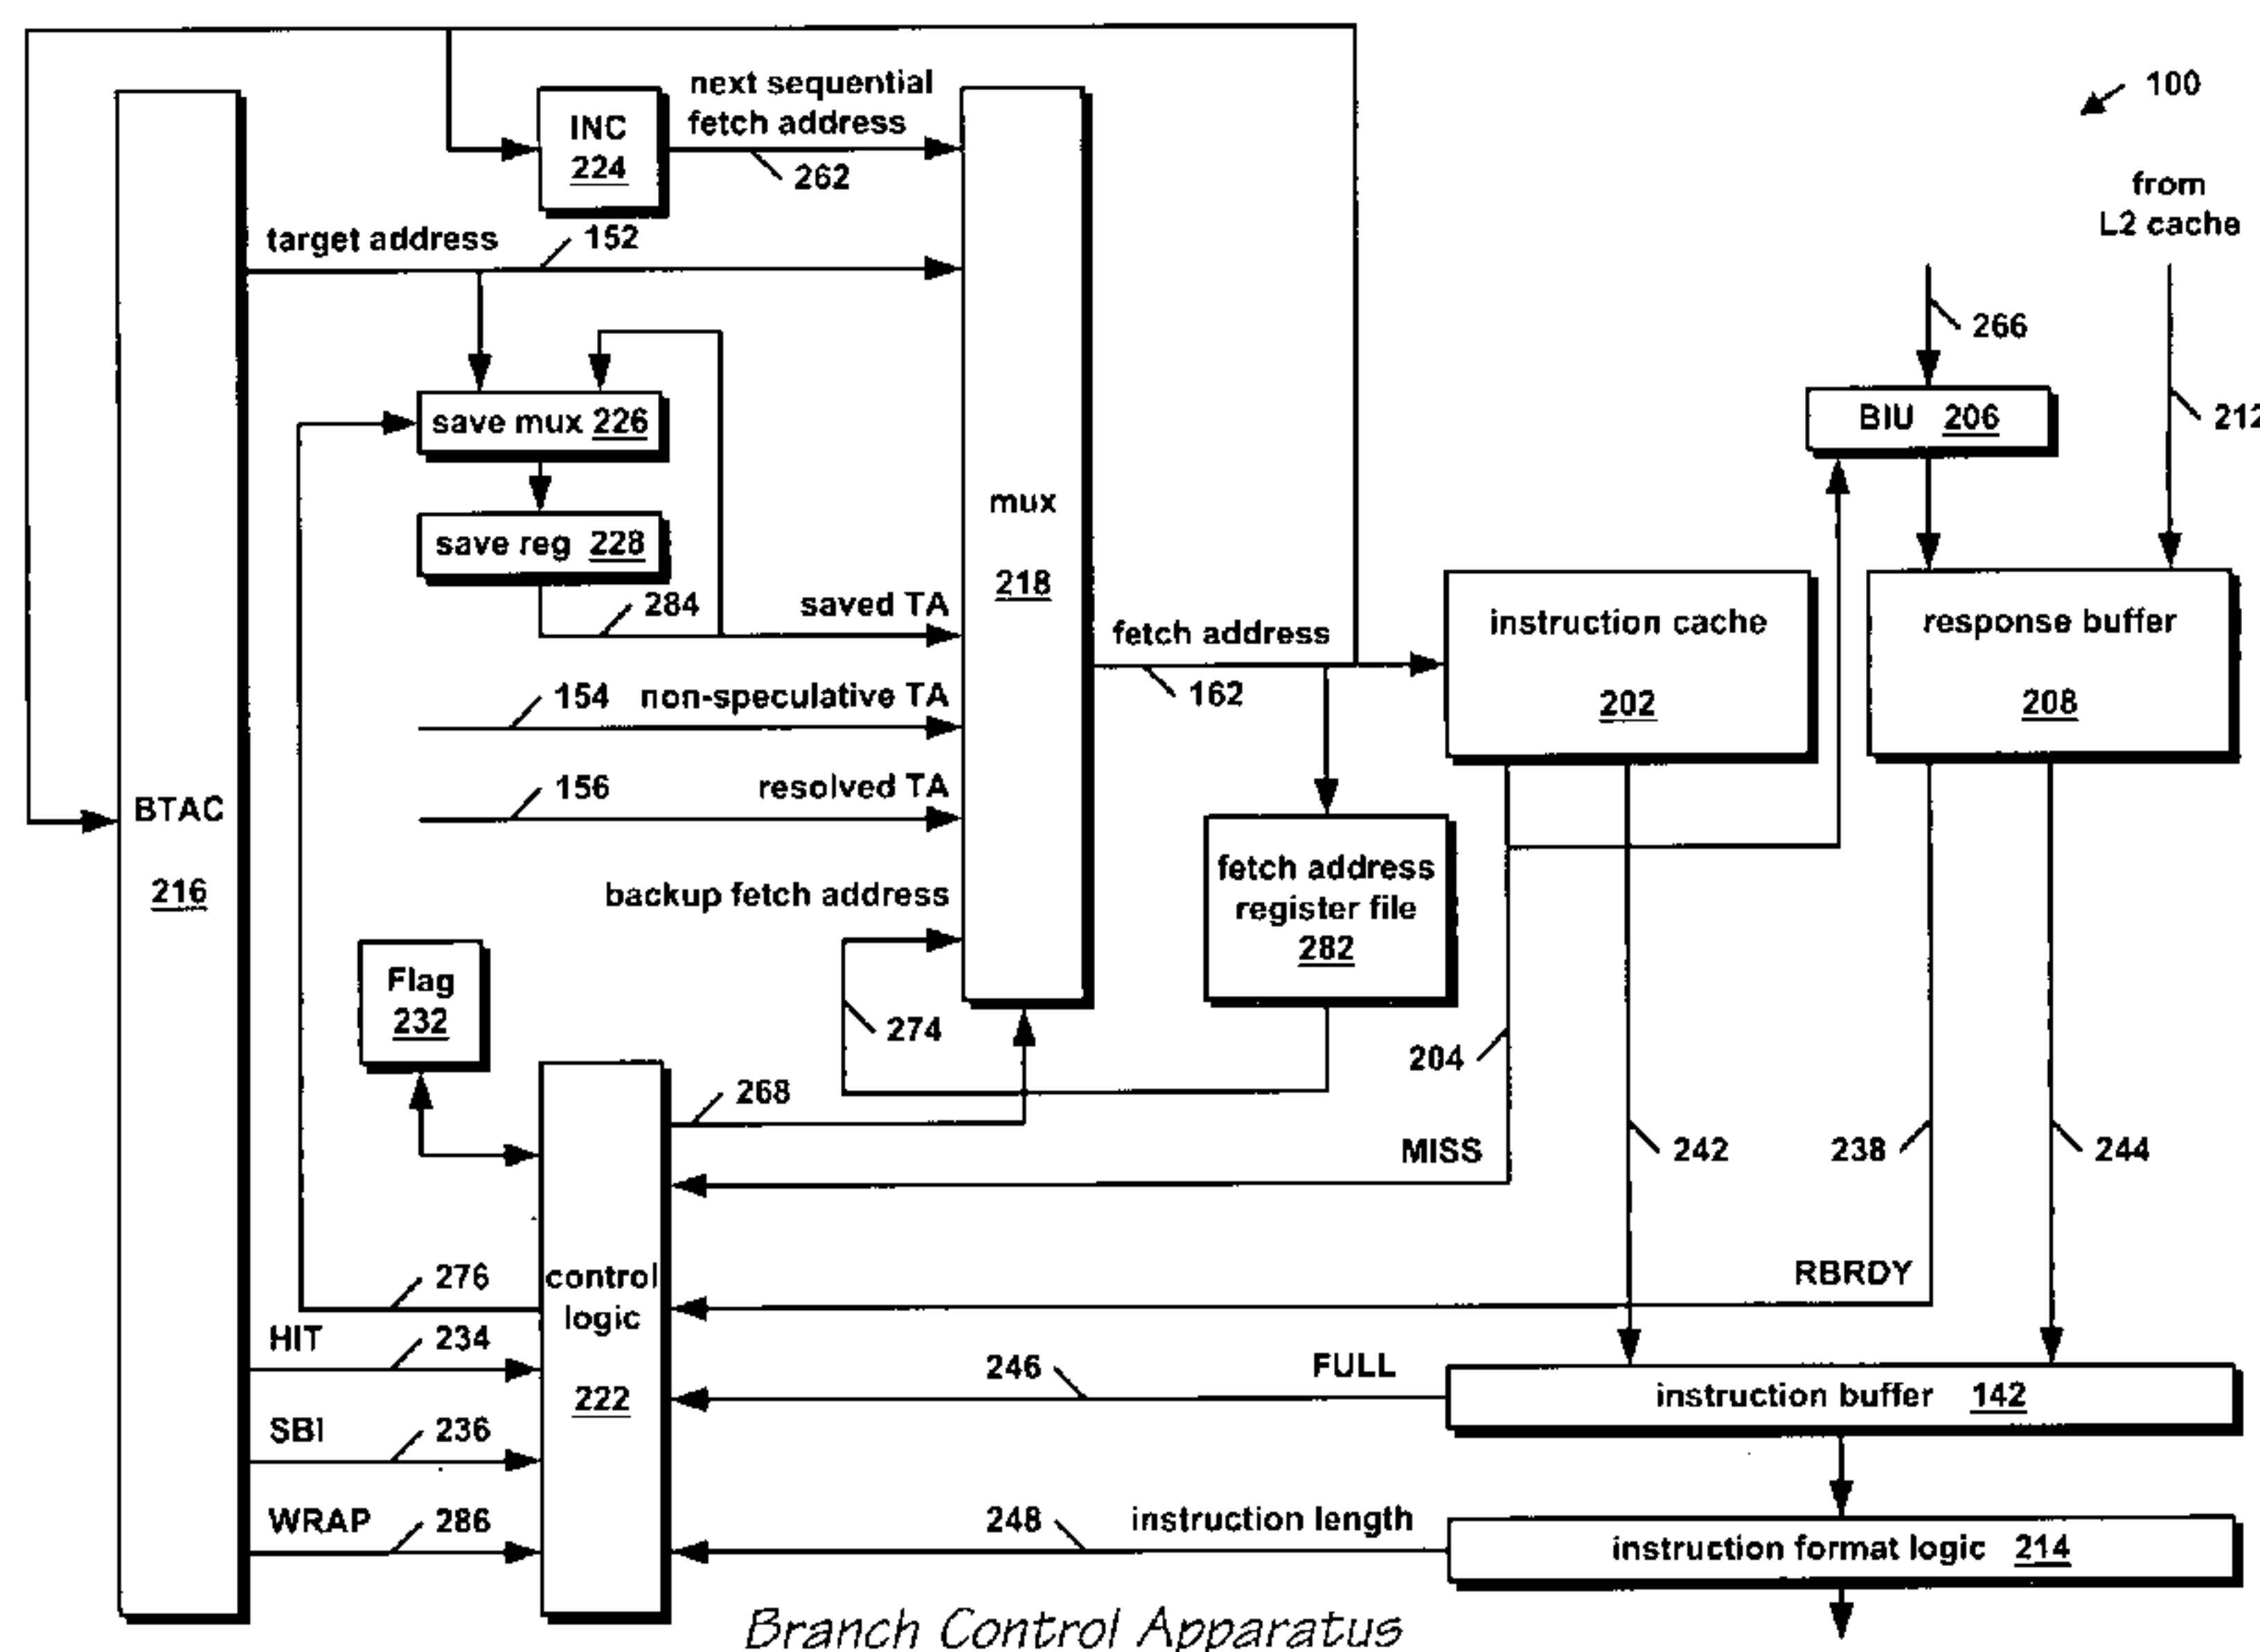 100
from
L2 cache
next sequential
fetch address
INC
224
262
target address
152
266
save mux 226
BIU 206
212
mux
218
save reg 228
284
saved TA
fetch address
162
instruction cache
202
response buffer
208
154
non-speculative TA
156
resolved TA
BTAC
216
backup fetch address
fetch address
register file
282
Flag
232
274
204
268
MISS
242
238
244
276
control
logic
222
RBRDY
HIT
234
246
FULL
instruction buffer 142
SBI
236
WRAP
286
248
instruction length
instruction format logic 214
Branch Control Apparatus